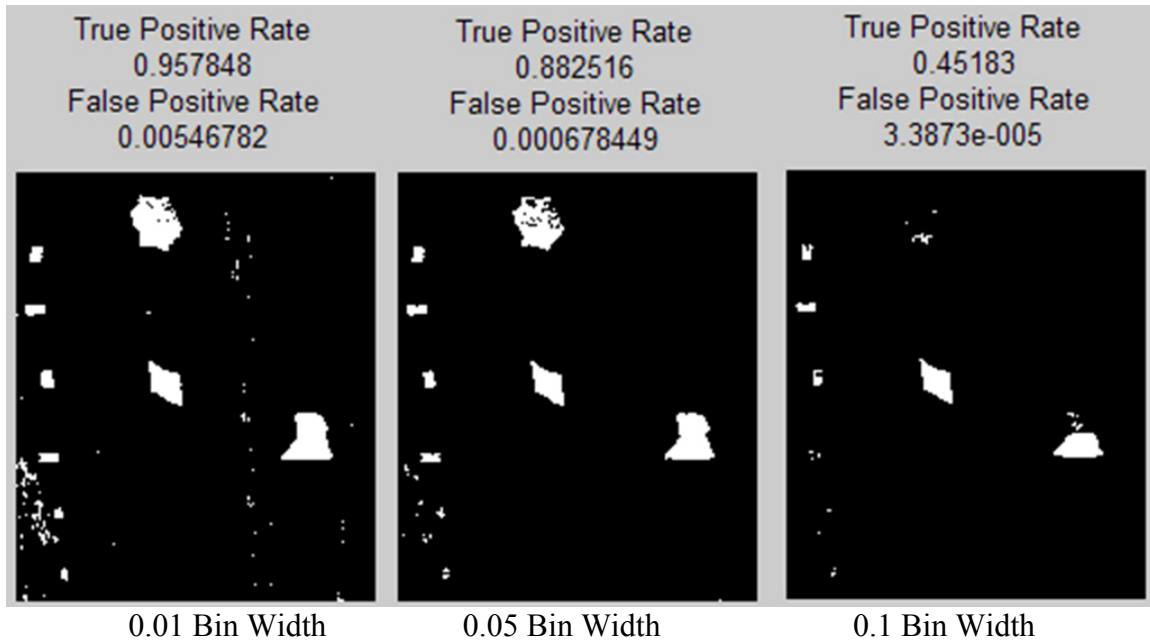 True Positive Rate
0.957848
False Positive Rate
0.00546782
True Positive Rate
0.882516
False Positive Rate
0.000678449
True Positive Rate
0.45183
False Positive Rate
3.3873e-005
0.01 Bin Width
0.05 Bin Width
0.1 Bin Width